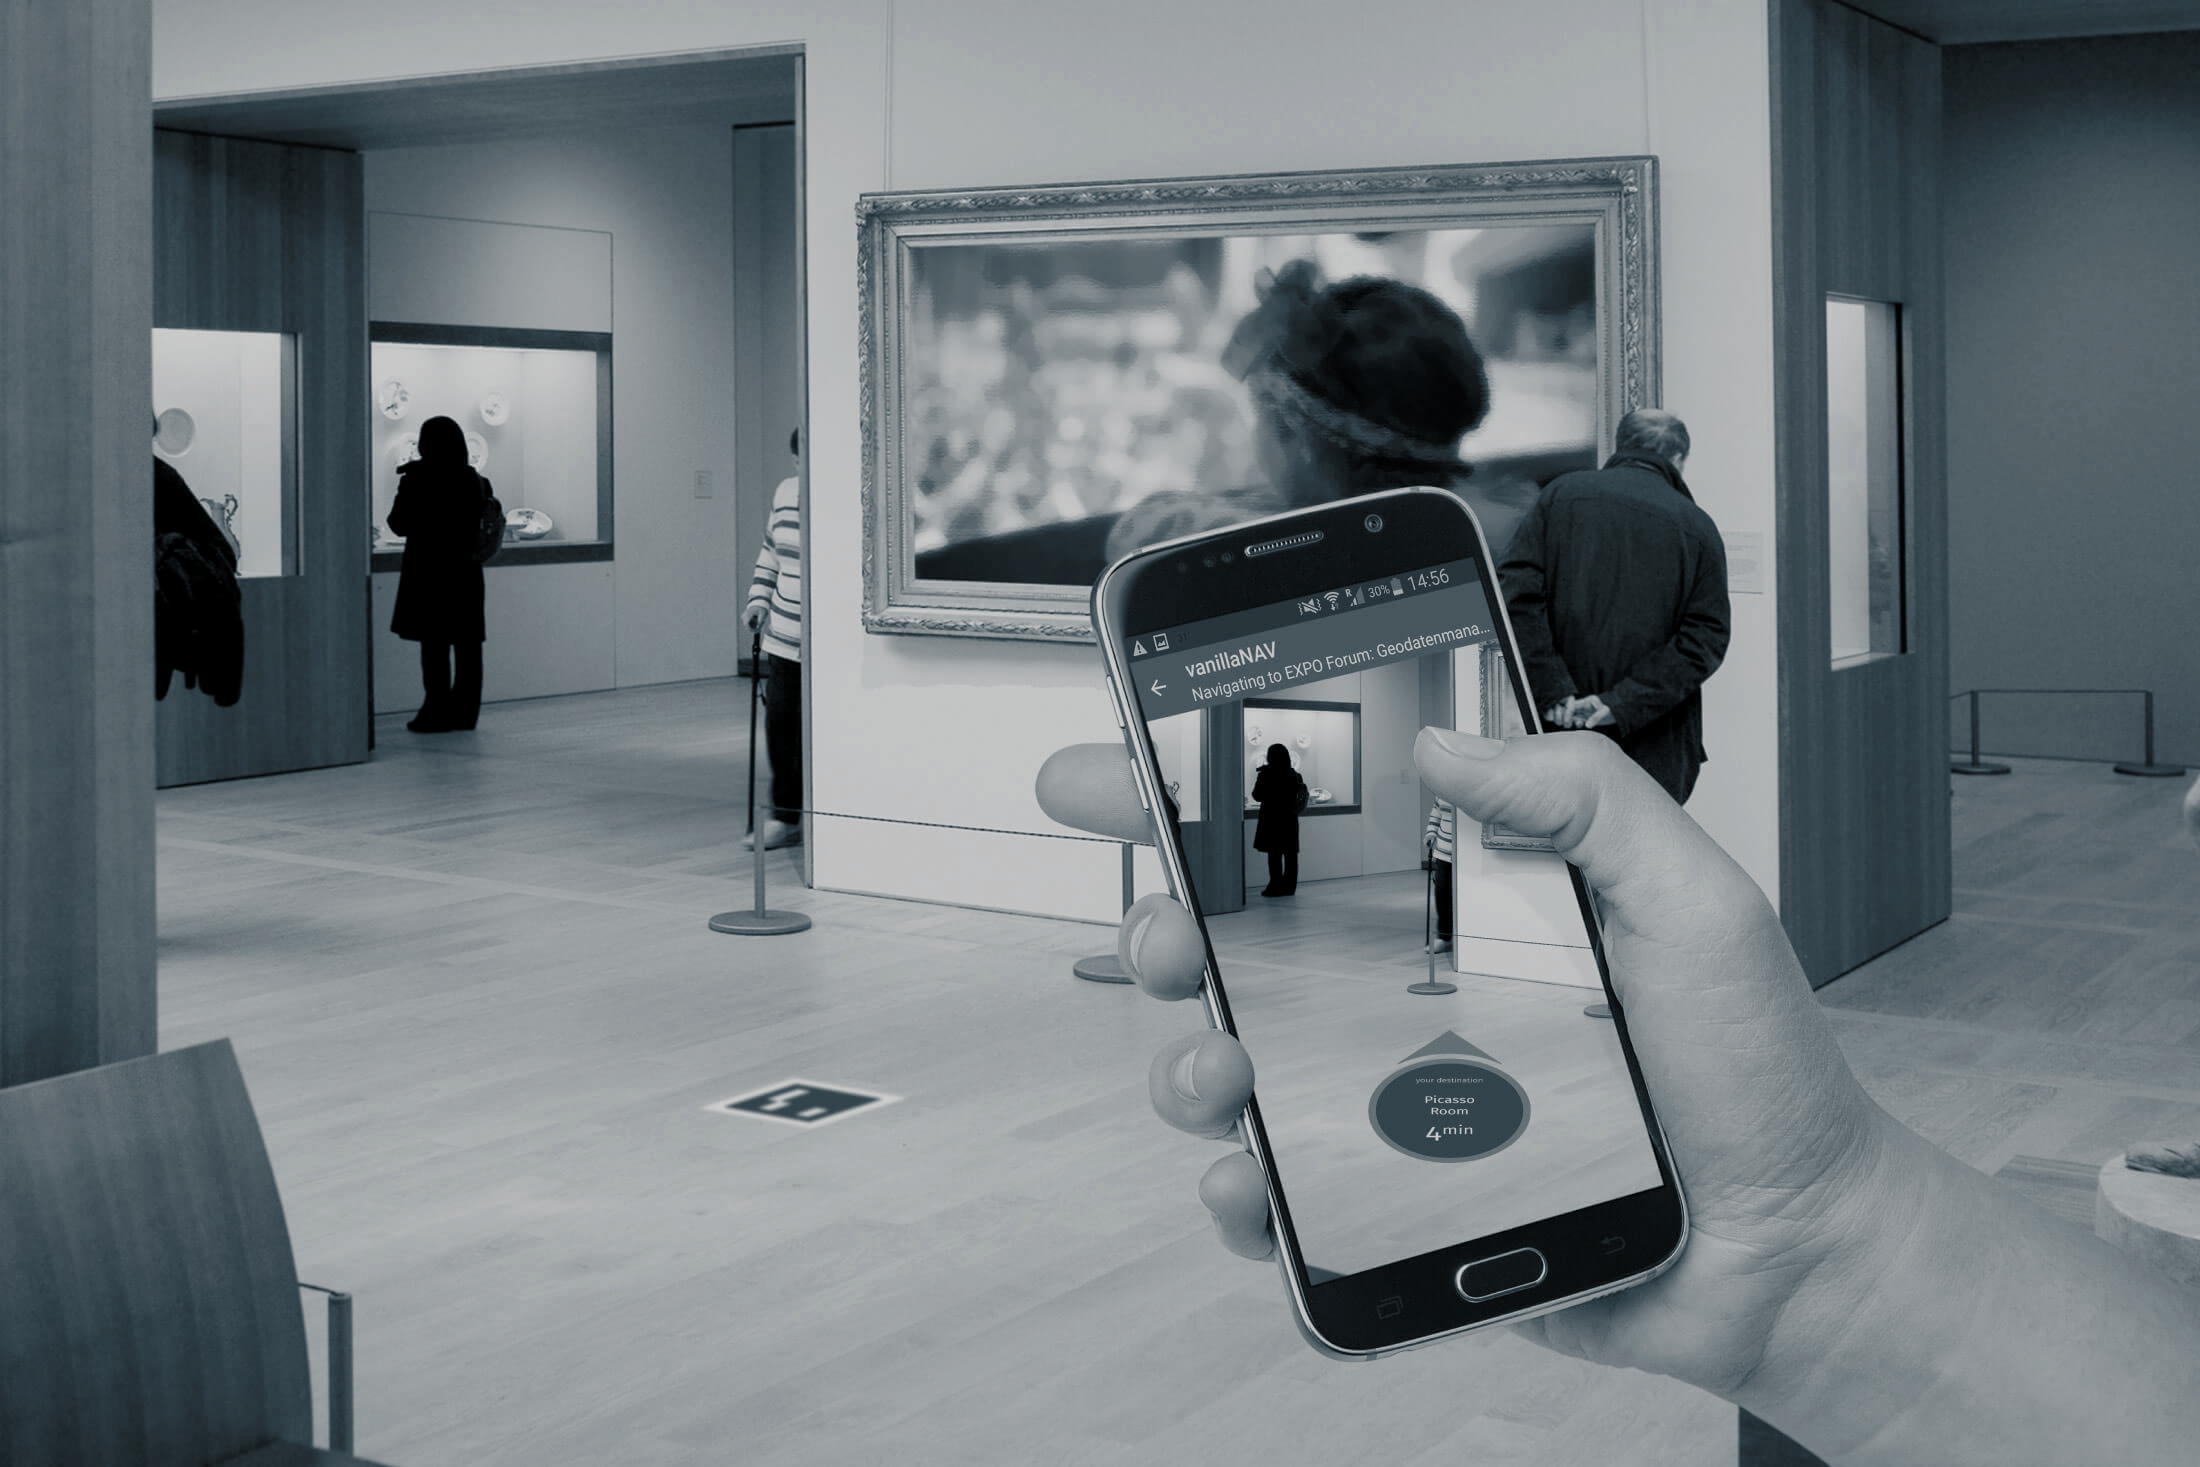 30% 14:56
vanillaNAV
Navigating to EXPO Forum: Geodatenmana...
your destination
Picasso
Room
4min